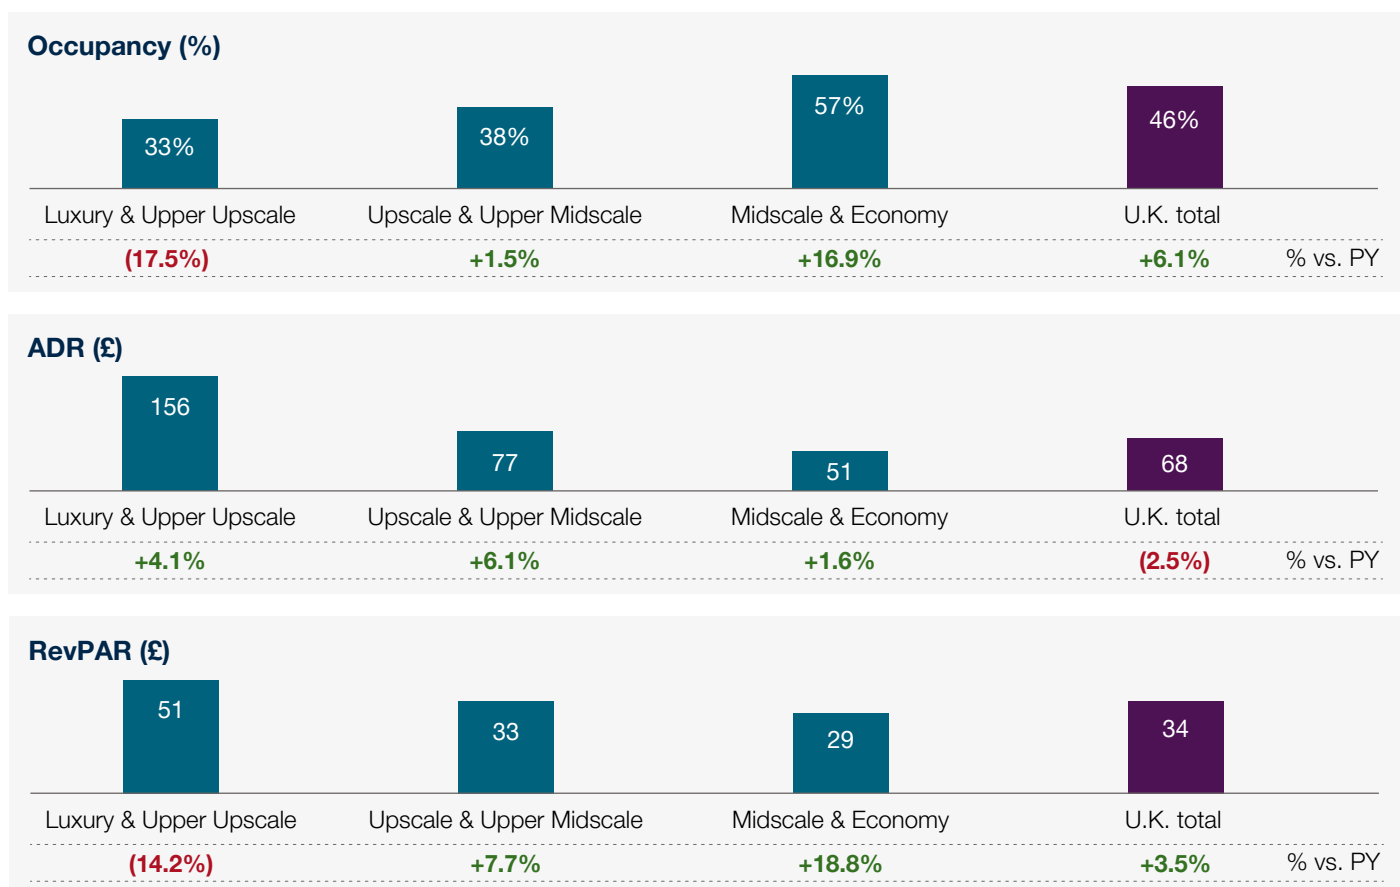 Occupancy (%)
33%
38%
57%
46%
Luxury & Upper Upscale
Upscale & Upper Midscale
Midscale & Economy
U.K. total
(17.5%)
+1.5%
+16.9%
+6.1%
% vs. PY
ADR (£)
156
77
51
68
Luxury & Upper Upscale
Upscale & Upper Midscale
Midscale & Economy
U.K. total
+4.1%
+6.1%
+1.6%
(2.5%)
% vs. PY
RevPAR (£)
51
33
29
34
Luxury & Upper Upscale
Upscale & Upper Midscale
Midscale & Economy
U.K. total
(14.2%)
+7.7%
+18.8%
+3.5%
% vs. PY